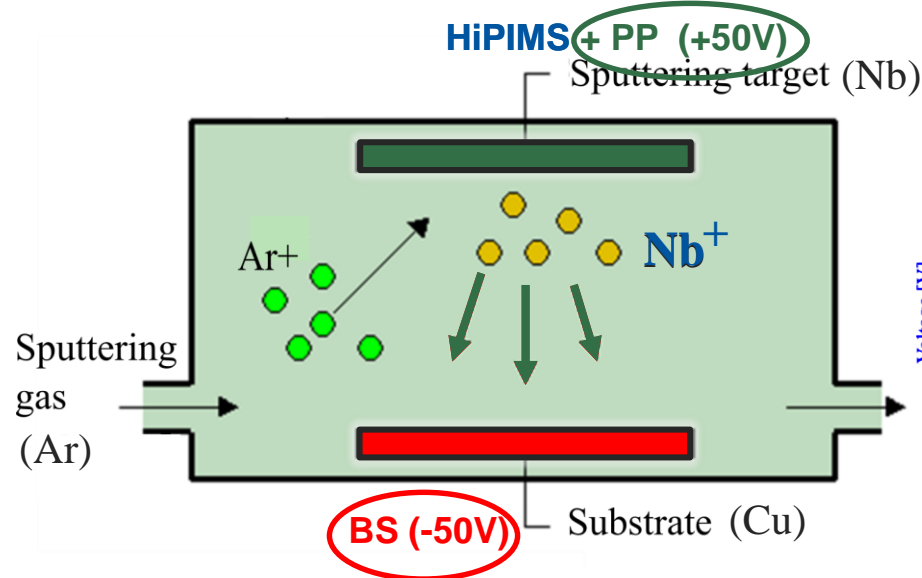 HiPIMS + PP (+50V)
Sputtering target (Nb)
Ar+
Nb+
Sputtering
gas
(Ar)
BS (-50V)
Substrate (Cu)